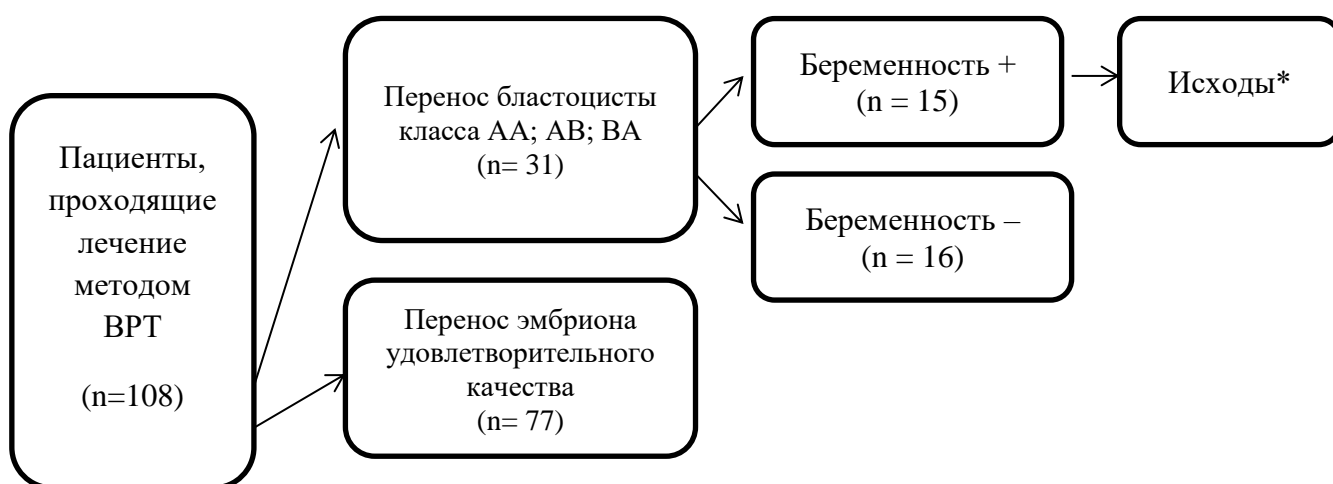 Пациенты,
проходящие
лечение
методом
ВРТ
(n=108)
Перенос бластоцисты
класса АА; АВ; ВА
(n= 31)
Перенос эмбриона
удовлетворительного
качества
(n= 77)
Беременность +
(n = 15)
Беременность –
(n = 16)
Исходы*